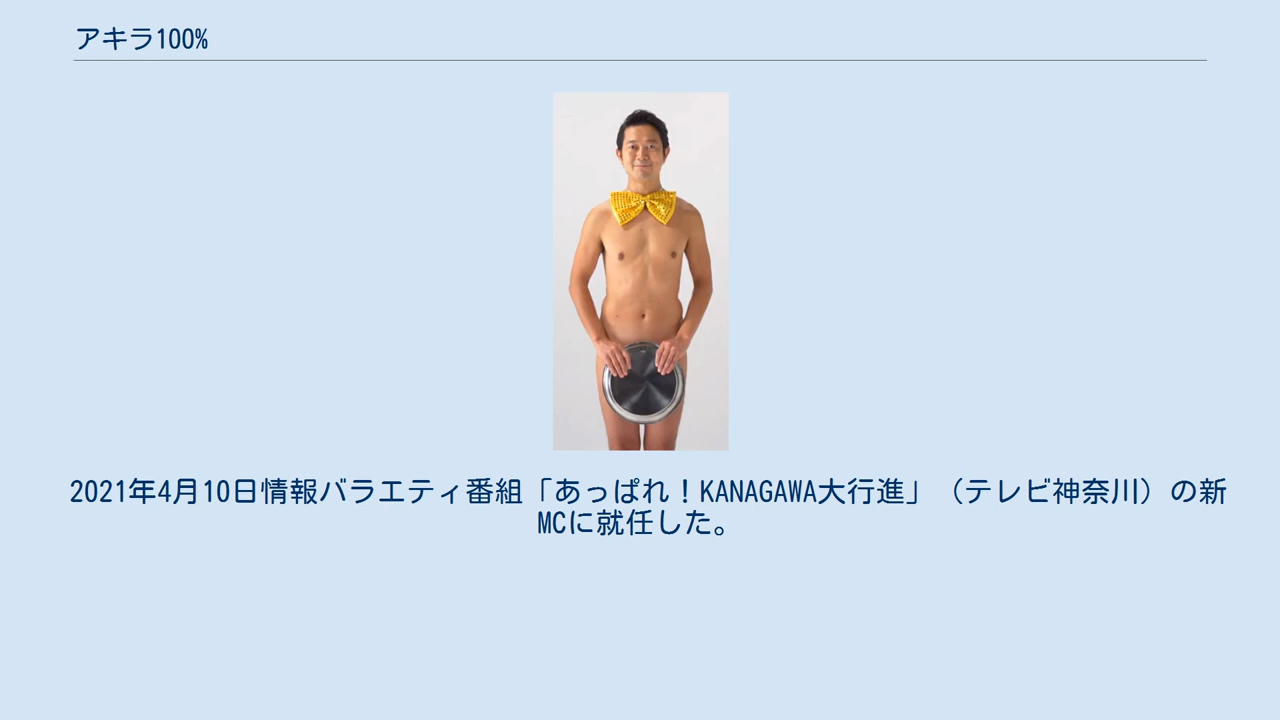 アキラ100%
2021年4月10日情報バラエティ番組「あっぱれ！KANAGAWA大行進」（テレビ神奈川）の新
MCに就任した。